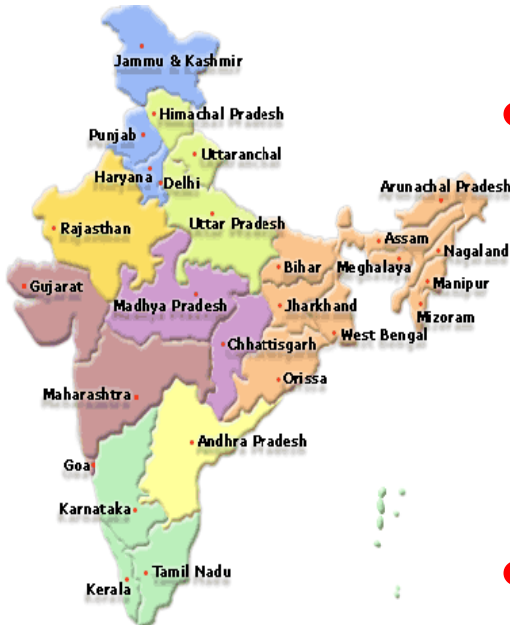 Jammu & Kashmir
Himachal Pradesh
Punjab
Uttaranchal
Haryana
Delhi
Arunachal Pradesh
Rajasthan
Uttar Pradesh
Assam
Nagaland
Bihar
Meghalaya
Gujarat
Manipur
Madhya Pradesh
Jharkhand
Mizoram
West Bengal
Chhattisgarh
Orissa
Maharashtra
Andhra Pradesh
Goa
Karnataka
Tamil Nadu
Kerala